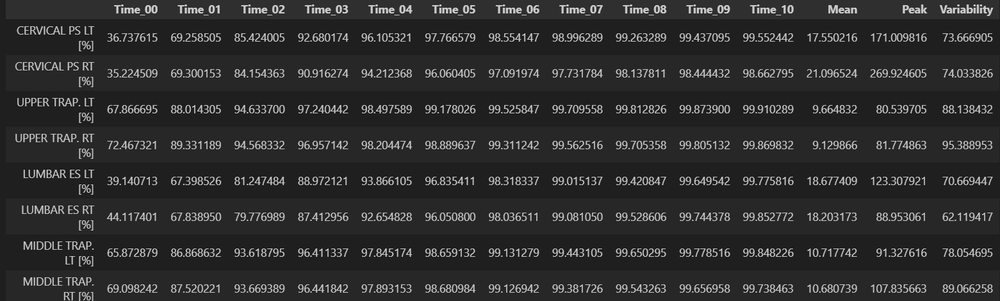 Time_00 Time_01 Time_02 Time_03 Time_04 Time_05 Time_06 Time_07 Time_08 Time_09 Time_10 Mean Peak Variability
CERVICAL PS LT
[%] 36.737615 69.258505 85.424005 92.680174 96.105321 97.766579 98.554147 98.996289 99.263289 99.437095 99.552442 17.550216 171.009816 73.666905
CERVICAL PS RT
[%] 35.224509 69.300153 84.154363 90.916274 94.212368 96.060405 97.091974 97.731784 98.137811 98.444432 98.662795 21.096524 269.924605 74.033826
UPPER TRAP. LT
[%] 67.866695 88.014305 94.633700 97.240442 98.497589 99.178026 99.525847 99.709558 99.812826 99.873900 99.910289 9.664832 80.539705 88.138432
UPPER TRAP. RT
[%] 72.467321 89.331189 94.568332 96.957142 98.204474 98.889637 99.311242 99.562516 99.705358 99.805132 99.869832 9.129866 81.774863 95.388953
LUMBAR ES LT
[%] 39.140713 67.398526 81.247484 88.972121 93.866105 96.835411 98.318337 99.015137 99.420847 99.649542 99.775816 18.677409 123.307921 70.669447
LUMBAR ES RT
[%] 44.117401 67.838950 79.776989 87.412956 92.654828 96.050800 98.036511 99.081050 99.528606 99.744378 99.852772 18.203173 88.953061 62.119417
MIDDLE TRAP.
LT [%] 65.872879 86.868632 93.618795 96.411337 97.845174 98.659132 99.131279 99.443105 99.650295 99.778516 99.848226 10.717742 91.327616 78.054695
MIDDLE TRAP.
RT [%] 69.098242 87.520221 93.669389 96.441842 97.893153 98.680984 99.126942 99.381726 99.543263 99.656958 99.738463 10.680739 107.835663 89.066258